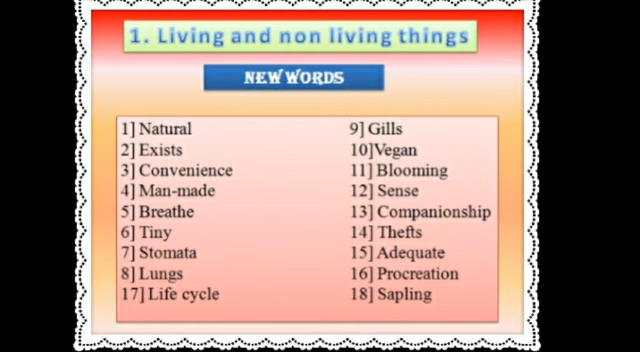 1. Living and non living things
NEW WORDS
1] Natural
2] Exists
3] Convenience
4] Man-made
5] Breathe
6] Tiny
7] Stomata
8] Lungs
17] Life cycle
9] Gills
10]Vegan
11] Blooming
12] Sense
13] Companionship
14] Thefts
15] Adequate
16] Procreation
18] Sapling